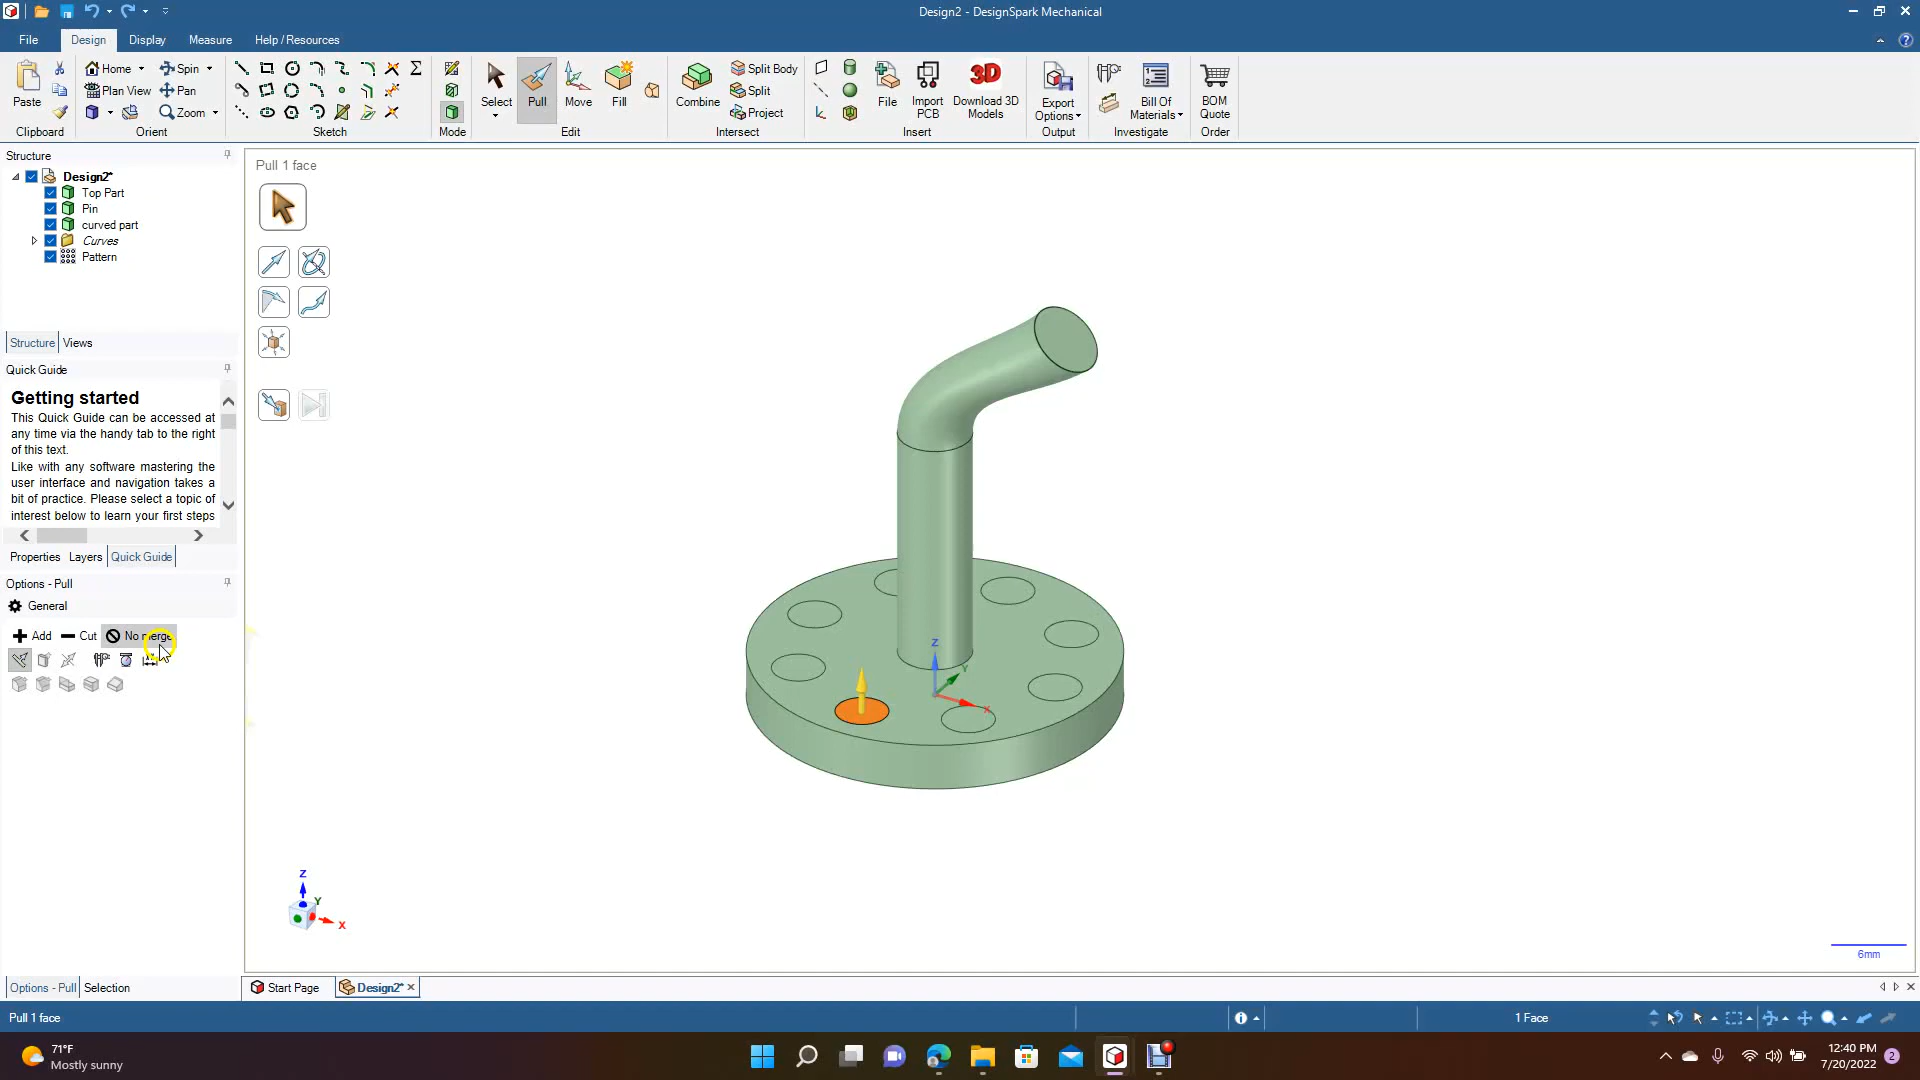 Design2 - DesignSpark Mechanical
File Design Display Measure Help / Resources
Paste
Home Spin
Plan View Pan
Zoom
Select Pull Move Fill
Combine
Split Body
Split
Project
File
Import PCB
Download 3D Models
Export Options
Bill Of Materials
BOM Quote
Clipboard Orient Sketch Mode Edit Intersect Insert Output Investigate Order
Structure
Design2*
Top Part
Pin
curved part
Curves
Pattern
Structure Views
Quick Guide
Getting started
This Quick Guide can be accessed at
any time via the handy tab to the right
of this text.
Like with any software mastering the
user interface and navigation takes a
bit of practice. Please select a topic of
interest below to learn your first steps
Properties Layers Quick Guide
Options - Pull
General
Add Cut No merge
Options - Pull Selection
Pull 1 face
Z
Y
X
Z
Y
X
6mm
Start Page Design2*
Pull 1 face
1 Face
71°F
Mostly sunny
12:40 PM
7/20/2022
2